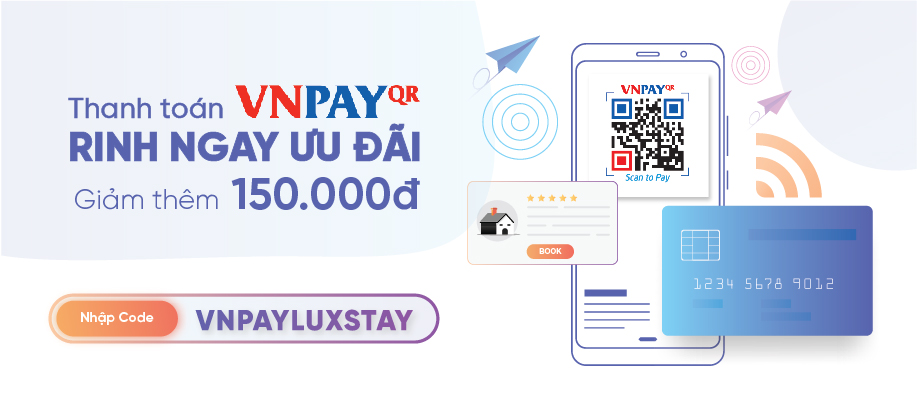 Thanh toán VNPAYQR
RINH NGAY ƯU ĐÃI
Giảm thêm 150.000đ
Nhập Code VNPAYLUXSTAY
VNPAYQR
Scan to Pay
BOOK
1234 5678 9012